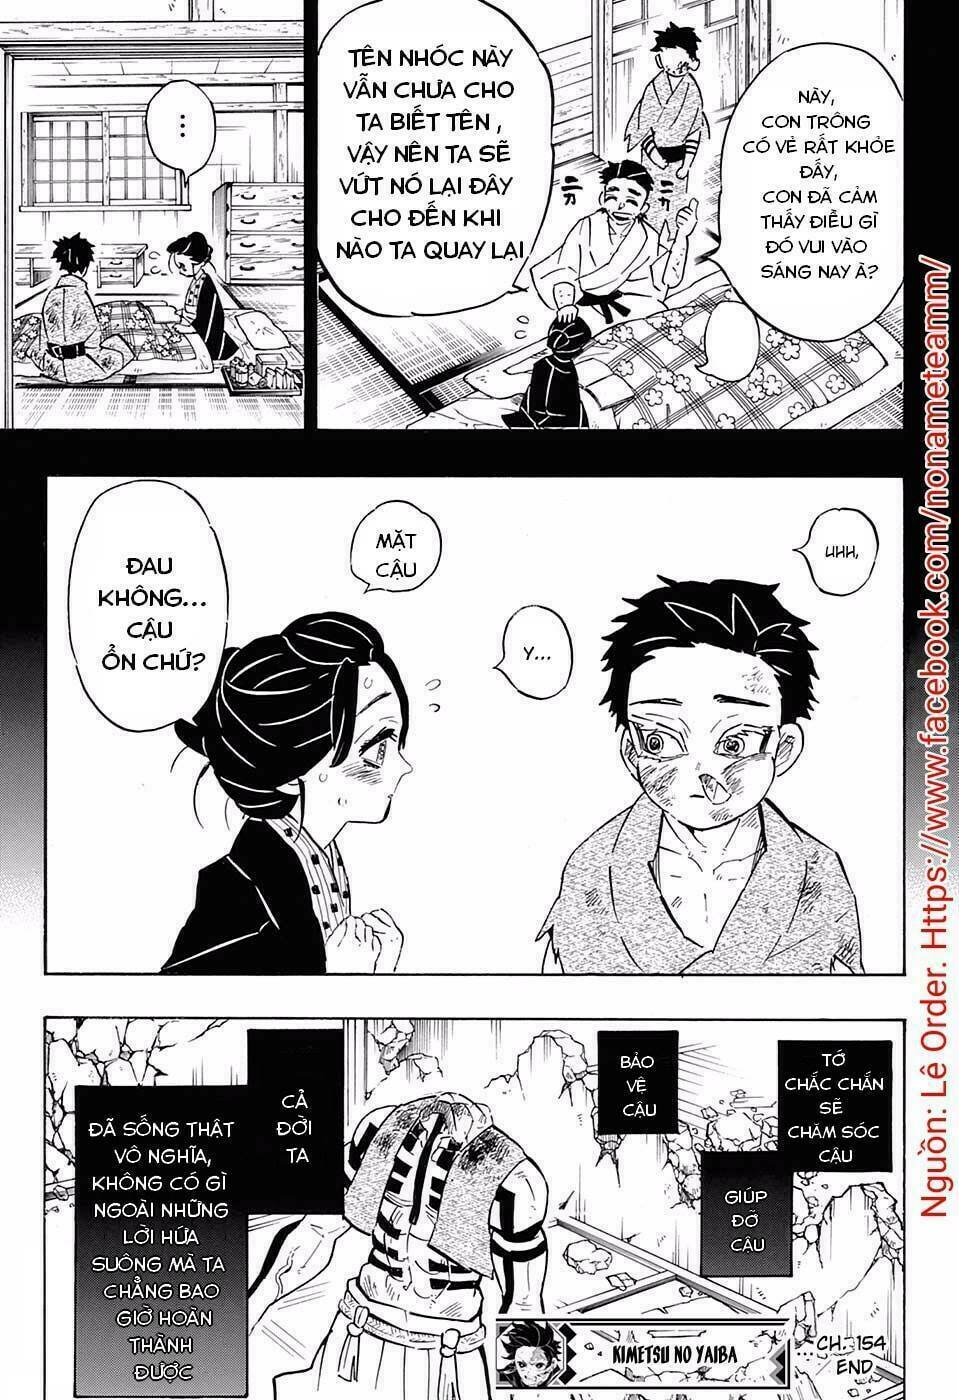 NÀY,
CON TRÔNG
CÓ VẺ RẤT KHỎE
ĐẤY,
CON ĐÃ CẢM
THẤY ĐIỀU GÌ
ĐÓ VUI VÀO
SÁNG NAY À?
TÊN NHÓC NÀY
VẪN CHƯA CHO
TA BIẾT TÊN ,
VẬY NÊN TA SẼ
VỨT NÓ LẠI ĐÂY
CHO ĐẾN KHI
NÀO TA QUAY LẠI
ニカ
ニカ
...
UHH,
Y...
MẶT
CẬU
ĐAU
KHÔNG...
CẬU
ỔN CHỨ?
TỚ
CHẮC CHẮN
SẼ
CHĂM SÓC
CẬU
GIÚP
ĐỠ
CẬU
BẢO
VỆ
CẬU
CẢ
ĐỜI
TA
ĐÃ SỐNG THẬT
VÔ NGHĨA,
KHÔNG CÓ GÌ
NGOÀI NHỮNG
LỜI HỨA
SUÔNG MÀ TA
CHẲNG BAO
GIỜ HOÀN
THÀNH
ĐƯỢC
KIMETSU NO YAIBA
...CH. 154
END
Nguồn: Lê Order. Https://www.facebook.com/nonameteamm/